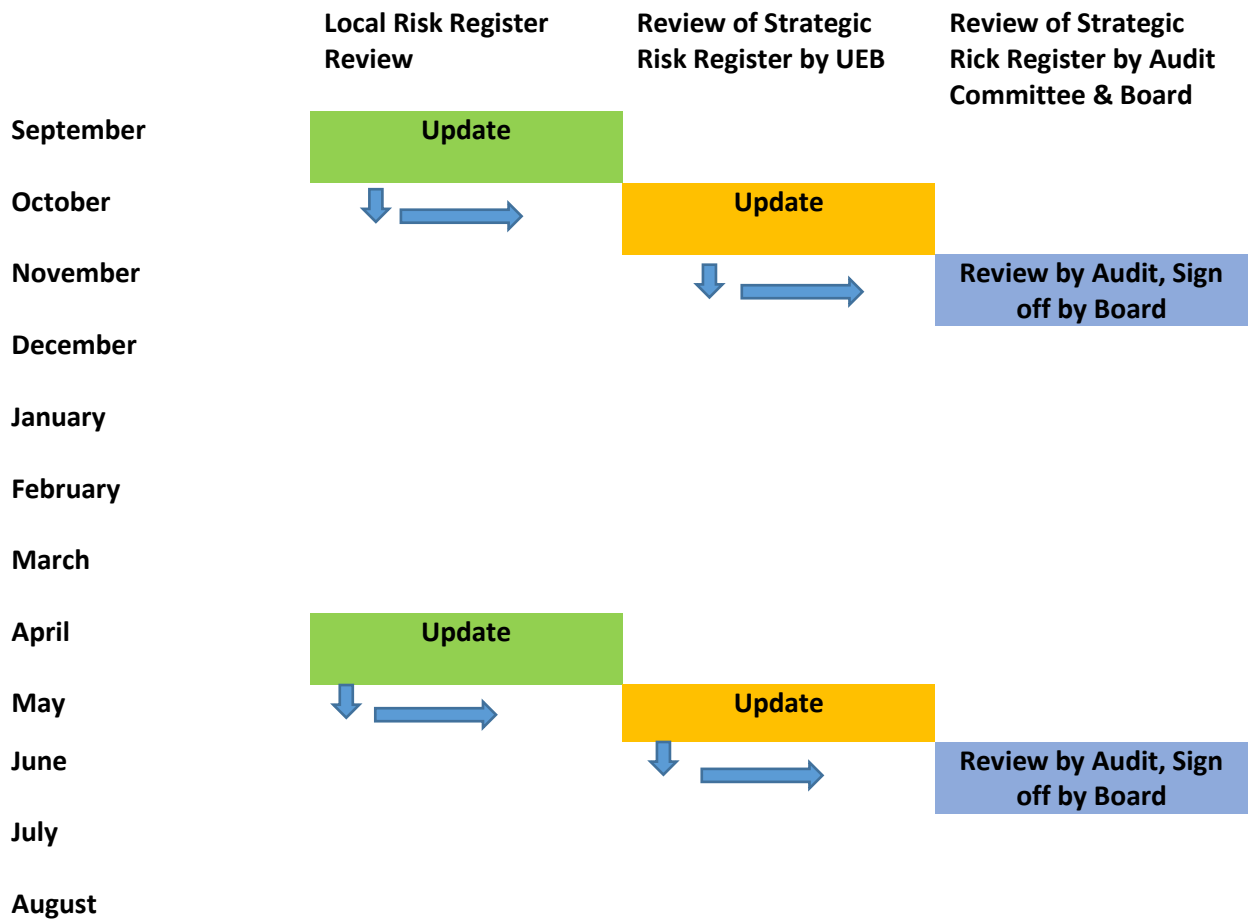 Local Risk Register
Review
Review of Strategic
Risk Register by UEB
Review of Strategic
Rick Register by Audit
Committee & Board
September
Update
October
Update
November
Review by Audit, Sign
off by Board
December
January
February
March
April
Update
May
Update
June
Review by Audit, Sign
off by Board
July
August